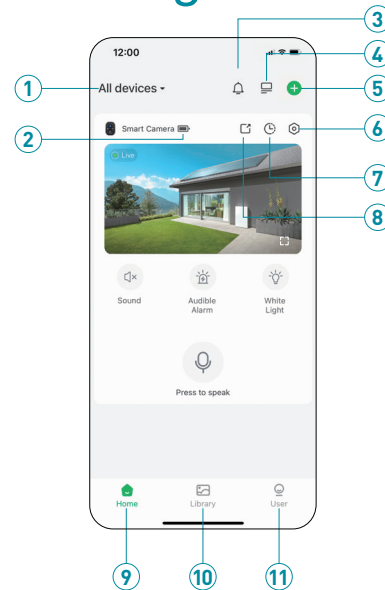 3
12:00
4
1
All devices
5
Smart Camera
6
2
Live
7
8
Sound
Audible
Alarm
White
Light
Press to speak
Home
Library
User
9
10
11